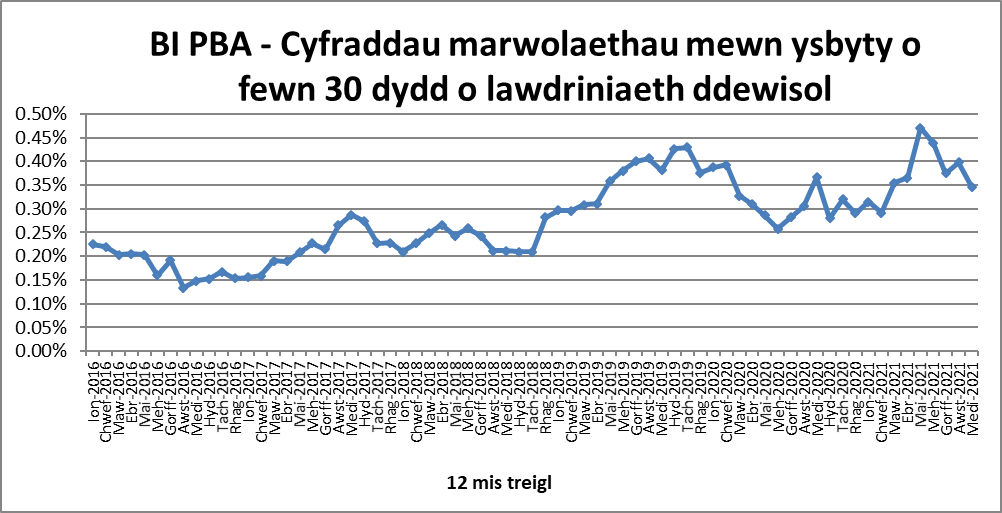 BI PBA - Cyfraddau marwolaethau mewn ysbyty o
fewn 30 dydd o lawdriniaeth ddewisol
0.50%
0.45%
0.40%
0.35%
0.30%
0.25%
0.20%
0.15%
0.10%
0.05%
0.00%
Ion-2016
Chwef-2016
Maw-2016
Ebr-2016
Mai-2016
Meh-2016
Gorff-2016
Awst-2016
Medi-2016
Hyd-2016
Tach-2016
Rhag-2016
Ion-2017
Chwef-2017
Maw-2017
Ebr-2017
Mai-2017
Meh-2017
Gorff-2017
Awst-2017
Medi-2017
Hyd-2017
Tach-2017
Rhag-2017
Ion-2018
Chwef-2018
Maw-2018
Ebr-2018
Mai-2018
Meh-2018
Gorff-2018
Awst-2018
Medi-2018
Hyd-2018
Tach-2018
Rhag-2018
Ion-2019
Chwef-2019
Maw-2019
Ebr-2019
Mai-2019
Meh-2019
Gorff-2019
Awst-2019
Medi-2019
Hyd-2019
Tach-2019
Rhag-2019
Ion-2020
Chwef-2020
Maw-2020
Ebr-2020
Mai-2020
Meh-2020
Gorff-2020
Awst-2020
Medi-2020
Hyd-2020
Tach-2020
Rhag-2020
Ion-2021
Chwef-2021
Maw-2021
Ebr-2021
Mai-2021
Meh-2021
Gorff-2021
Awst-2021
Medi-2021
12 mis treigl